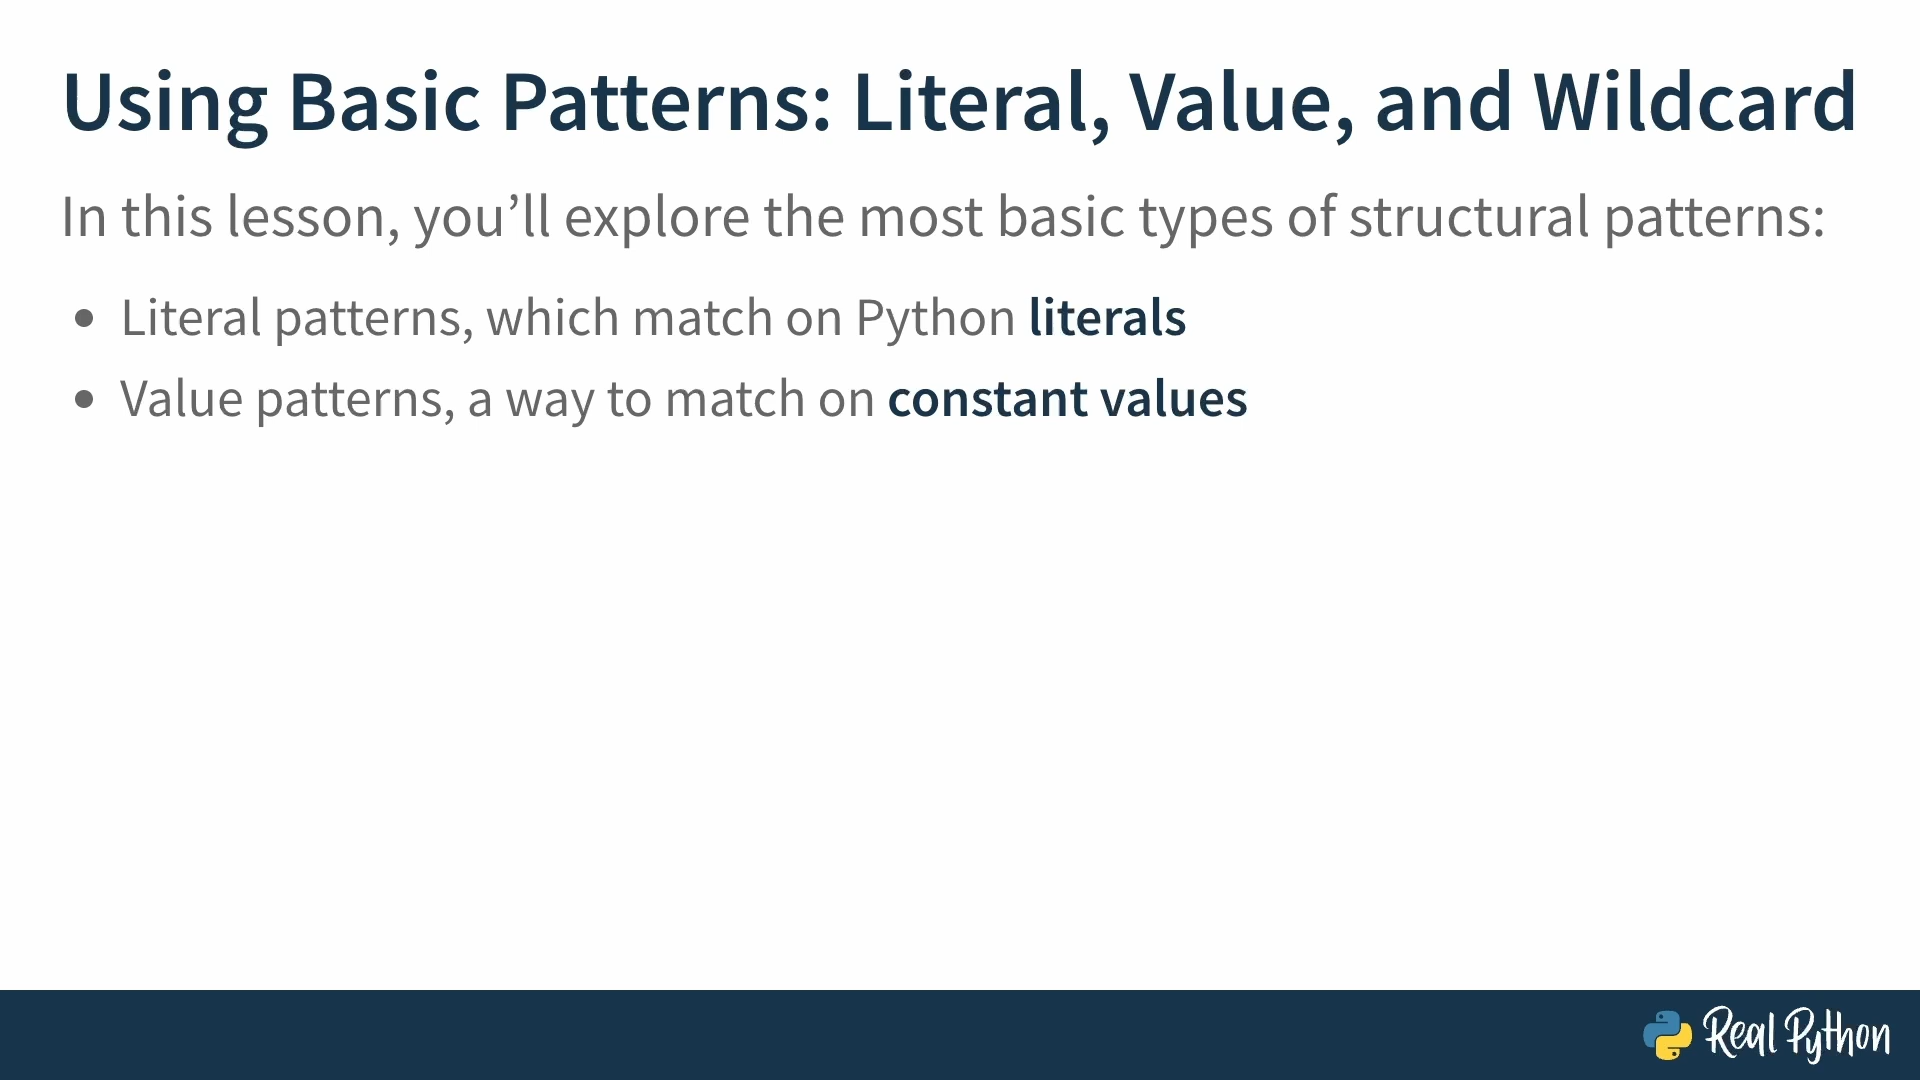 Using Basic Patterns: Literal, Value, and Wildcard
In this lesson, you’ll explore the most basic types of structural patterns:
• Literal patterns, which match on Python literals
• Value patterns, a way to match on constant values
Real Python